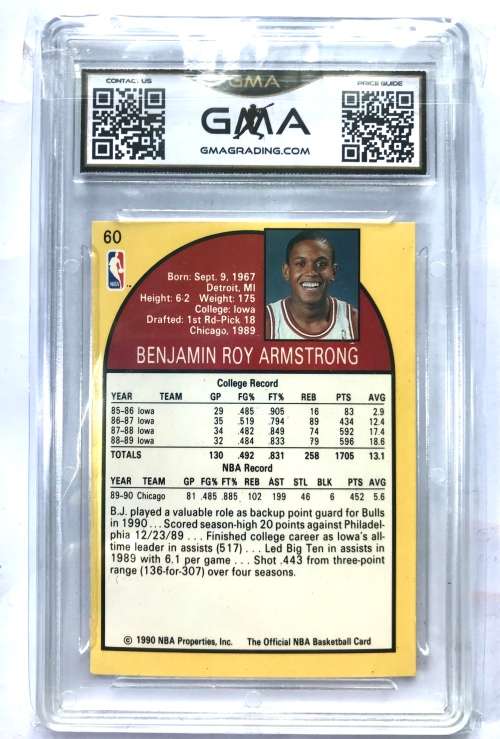 GMA
CONTACT US
PRICE GUIDE
GMA
GMAGRADING.COM
60
NBA
Born: Sept. 9, 1967
Detroit, MI
Height: 6-2 Weight: 175
College: Iowa
Drafted: 1st Rd-Pick 18
Chicago, 1989
BENJAMIN ROY ARMSTRONG
College Record
YEAR TEAM GP FG% FT% REB PTS AVG
85-86 Iowa 29 .485 .905 16 83 2.9
86-87 Iowa 35 .519 .794 89 434 12.4
87-88 Iowa 34 .482 .849 74 592 17.4
88-89 Iowa 32 .484 .833 79 596 18.6
TOTALS 130 .492 .831 258 1705 13.1
NBA Record
YEAR TEAM GP FG% FT% REB AST STL BLK PTS AVG
89-90 Chicago 81 .485 .885 102 199 46 6 452 5.6
B.J. played a valuable role as backup point guard for Bulls
in 1990 . . . Scored season-high 20 points against Philadel-
phia 12/23/89 . . . Finished college career as Iowa's all-
time leader in assists (517) . . . Led Big Ten in assists in
1989 with 6.1 per game . . . Shot .443 from three-point
range (136-for-307) over four seasons.
© 1990 NBA Properties, Inc. The Official NBA Basketball Card